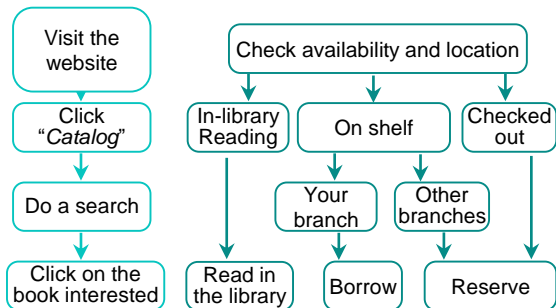 Visit the
website
Click
“Catalog”
Do a search
Click on the
book interested
Check availability and location
In-library
Reading
On shelf
Checked
out
Your
branch
Other
branches
Read in
the library
Borrow
Reserve